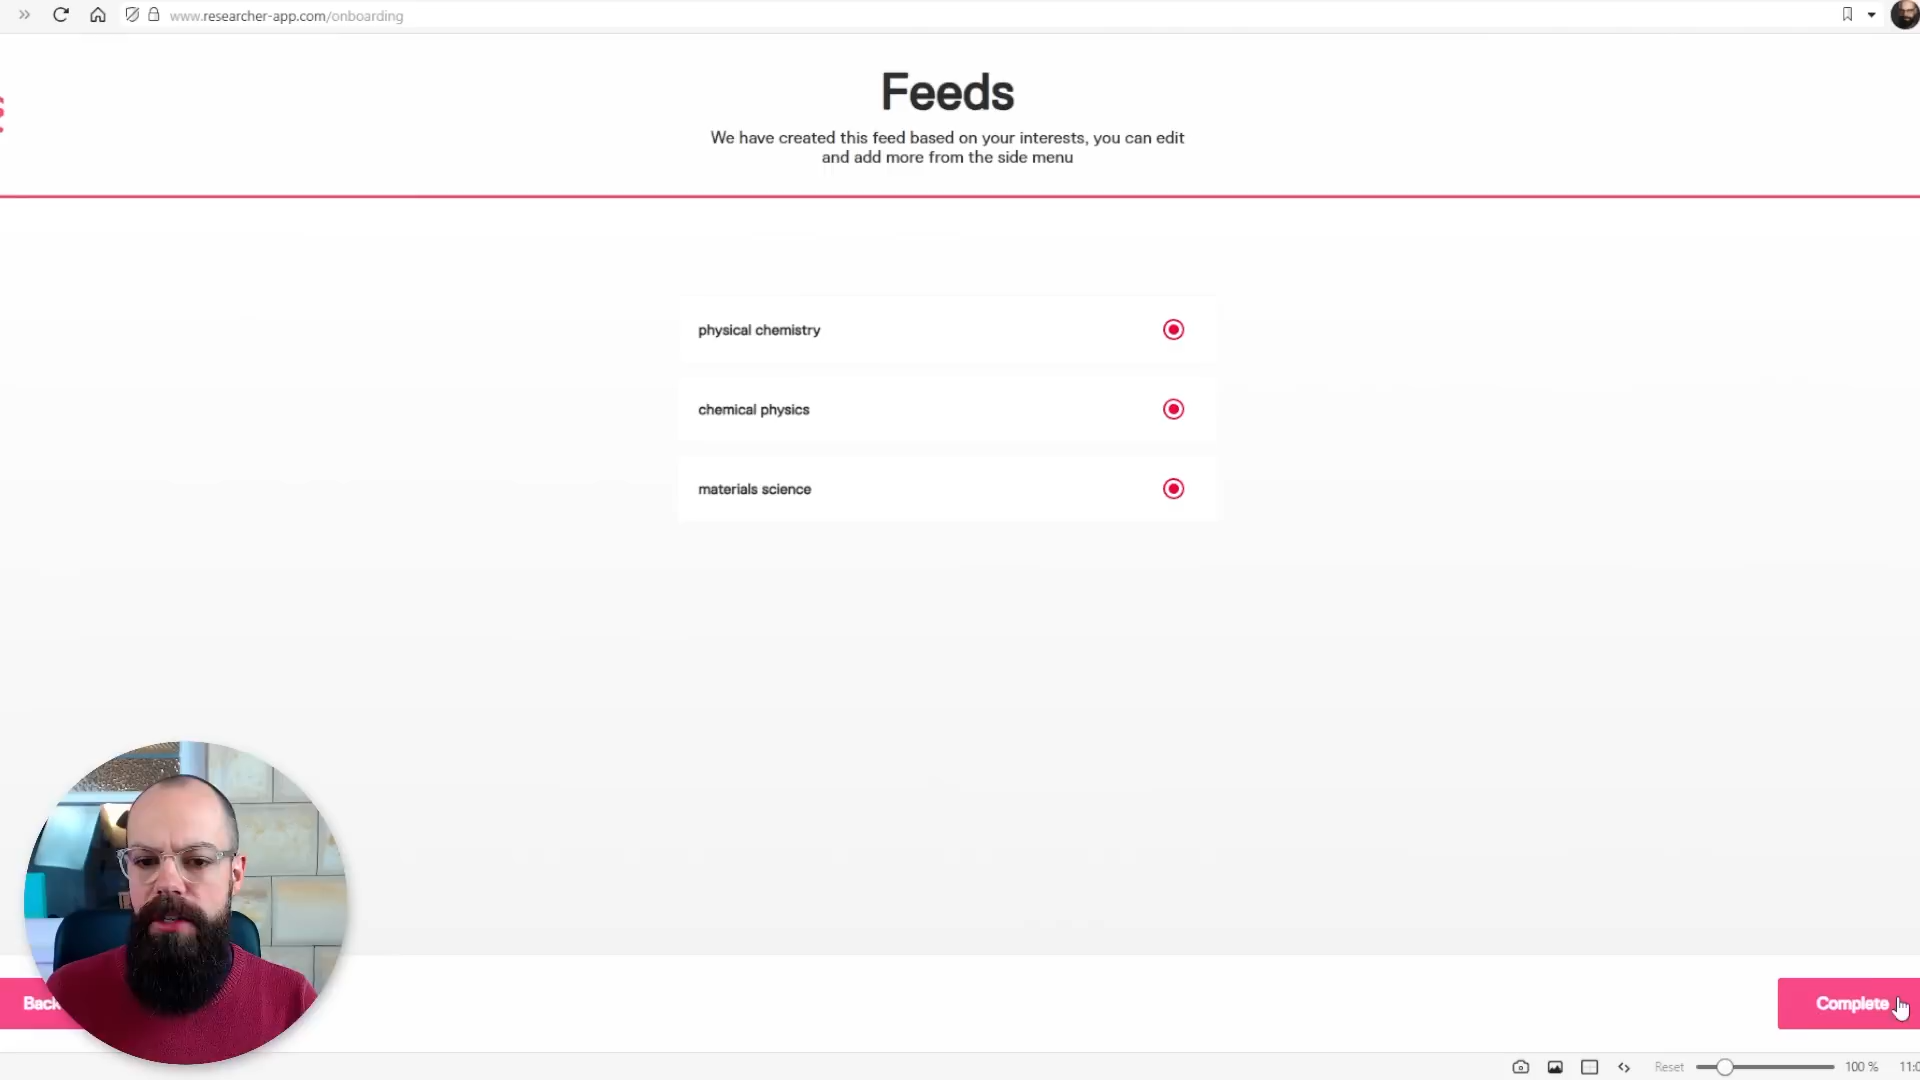 www.researcher-app.com/onboarding
Feeds
We have created this feed based on your interests, you can edit
and add more from the side menu
physical chemistry
chemical physics
materials science
Back
Complete
Reset
100 %